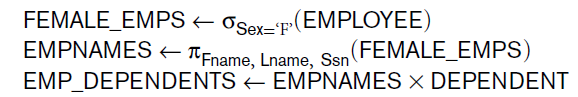 FEMALE_EMPS ← σSex=‘F’(EMPLOYEE)
EMPNAMES ← πFname, Lname, Ssn(FEMALE_EMPS)
EMP_DEPENDENTS ← EMPNAMES × DEPENDENT